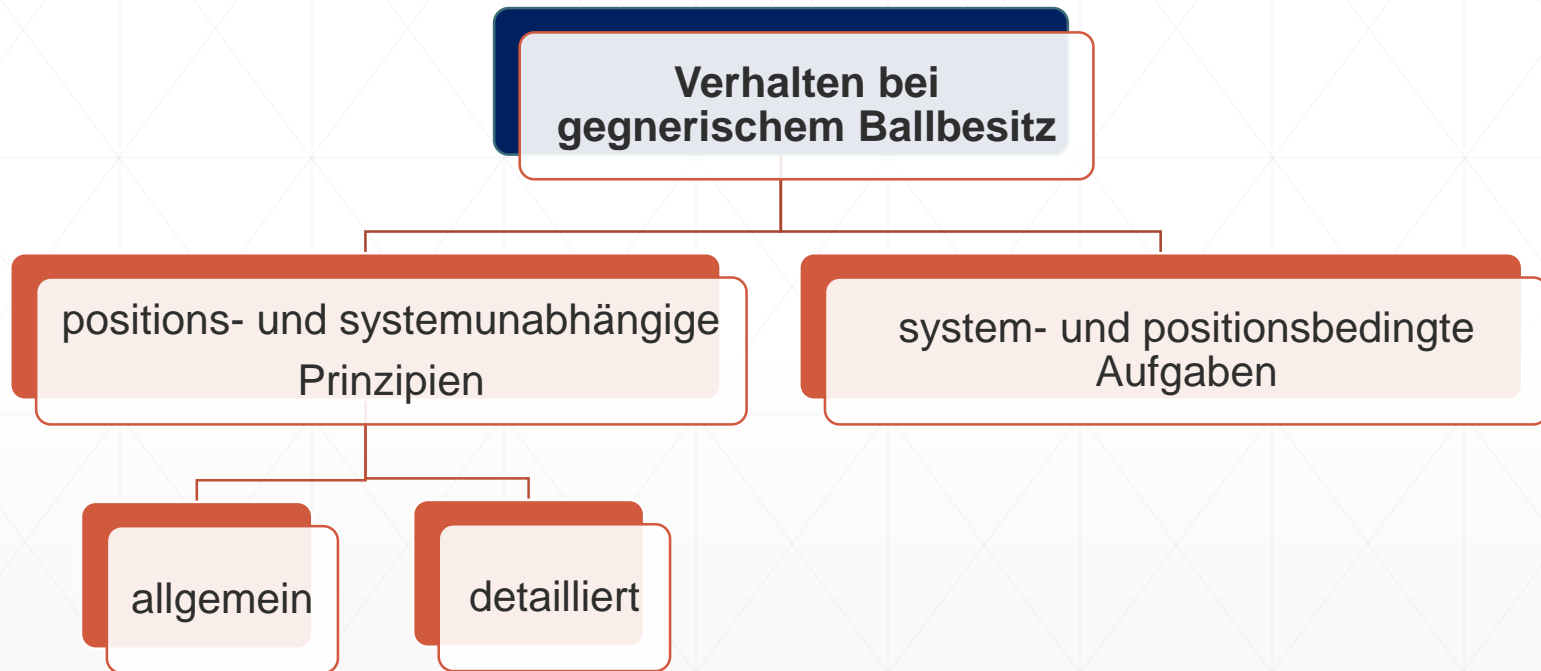 Verhalten bei
gegnerischem Ballbesitz
positions- und systemunabhängige
Prinzipien
system- und positionsbedingte
Aufgaben
allgemein
detailliert